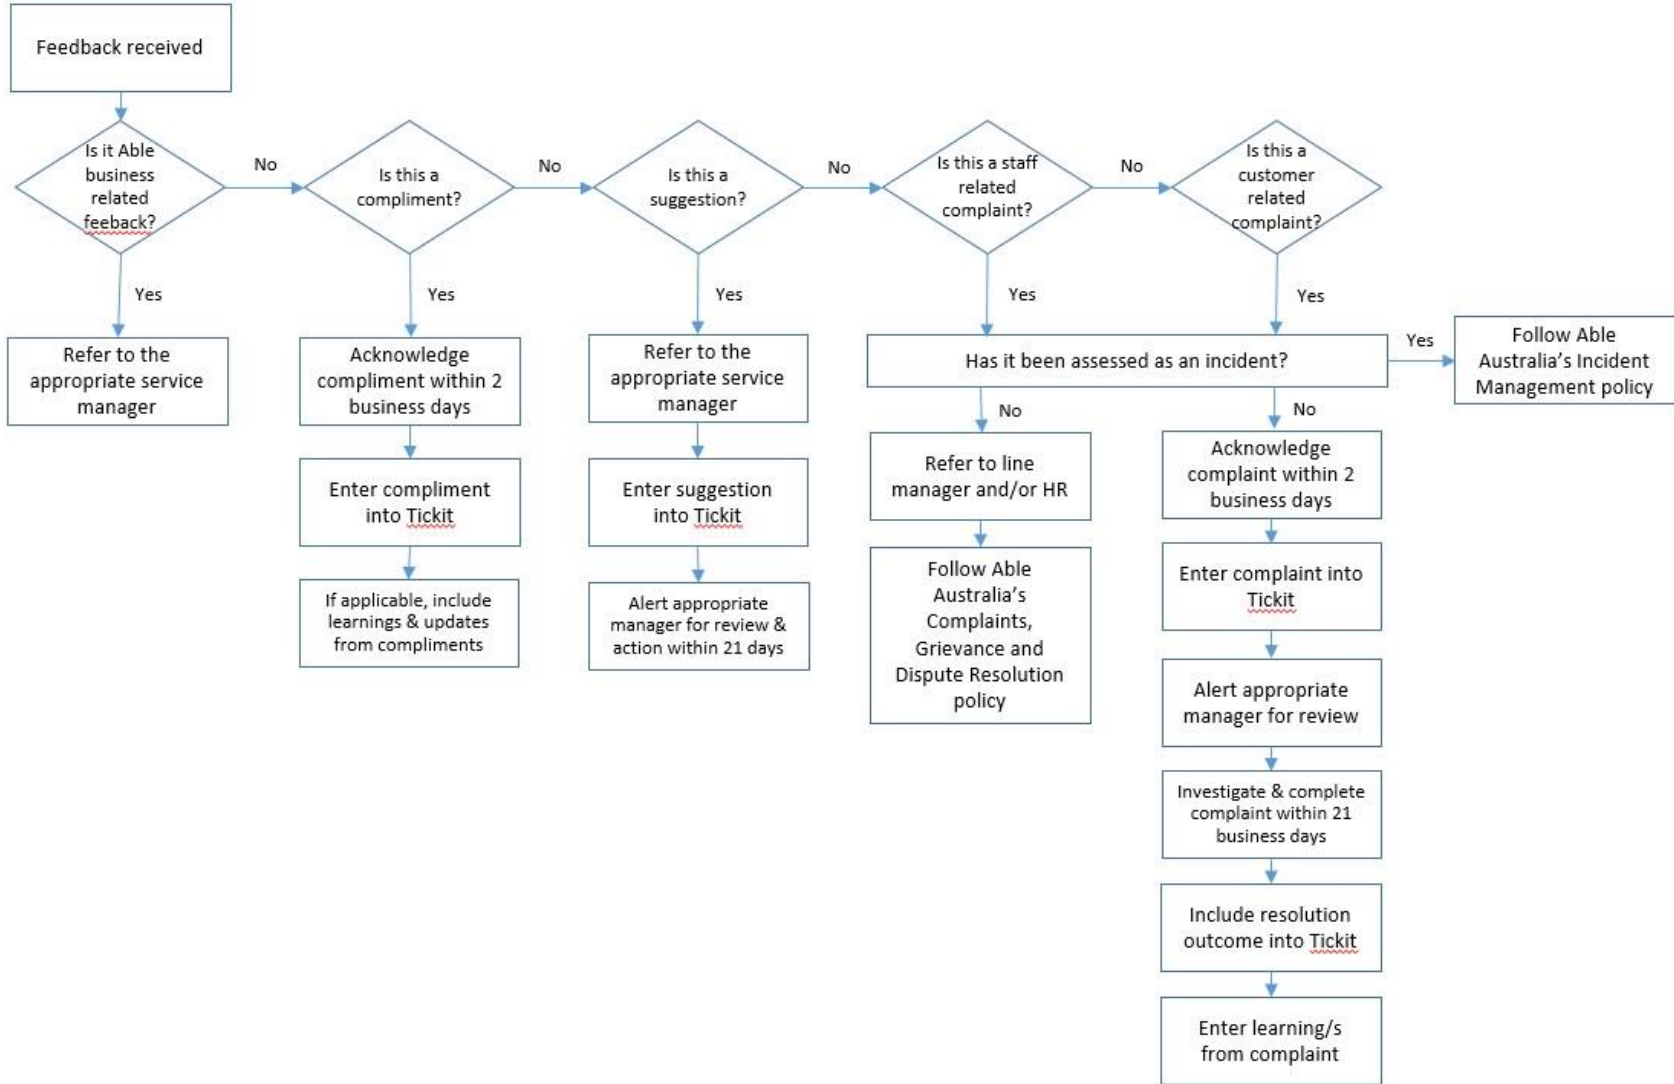 Feedback received
Is it Able
business
related
feeback?
No
Is this a
compliment?
No
Is this a
suggestion?
No
Is this a staff
related
complaint?
No
Is this a
customer
related
complaint?
Yes
Yes
Yes
Yes
Yes
Refer to the
appropriate service
manager
Acknowledge
compliment within 2
business days
Enter compliment
into Tickit
If applicable, include
learnings & updates
from compliments
Refer to the
appropriate service
manager
Enter suggestion
into Tickit
Alert appropriate
manager for review &
action within 21 days
Has it been assessed as an incident?
Yes
Follow Able
Australia’s Incident
Management policy
No
Refer to line
manager and/or HR
Follow Able
Australia’s
Complaints,
Grievance and
Dispute Resolution
policy
No
Acknowledge
complaint within 2
business days
Enter complaint into
Tickit
Alert appropriate
manager for review
Investigate & complete
complaint within 21
business days
Include resolution
outcome into Tickit
Enter learning/s
from complaint